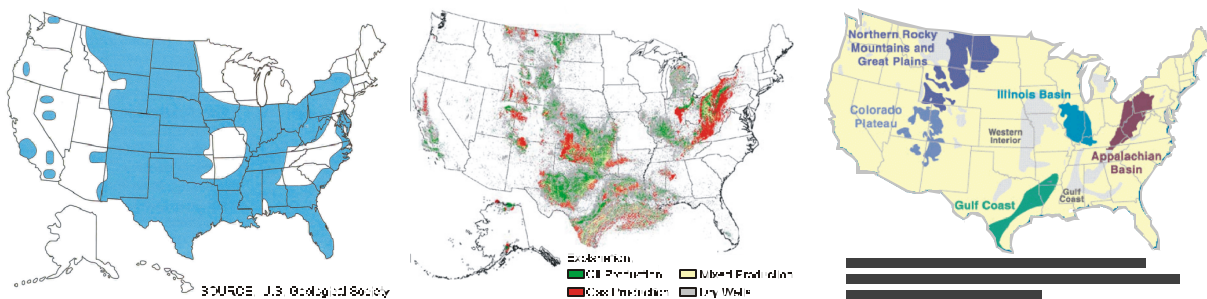 SOURCE: U.S. Geological Society
Explanation
Oil Production
Mixed Production
Gas Production
Dry Wells
Northern Rocky
Mountains and
Great Plains
Illinois Basin
Colorado
Plateau
Western
Interior
Appalachian
Basin
Gulf Coast
Gulf
Coast